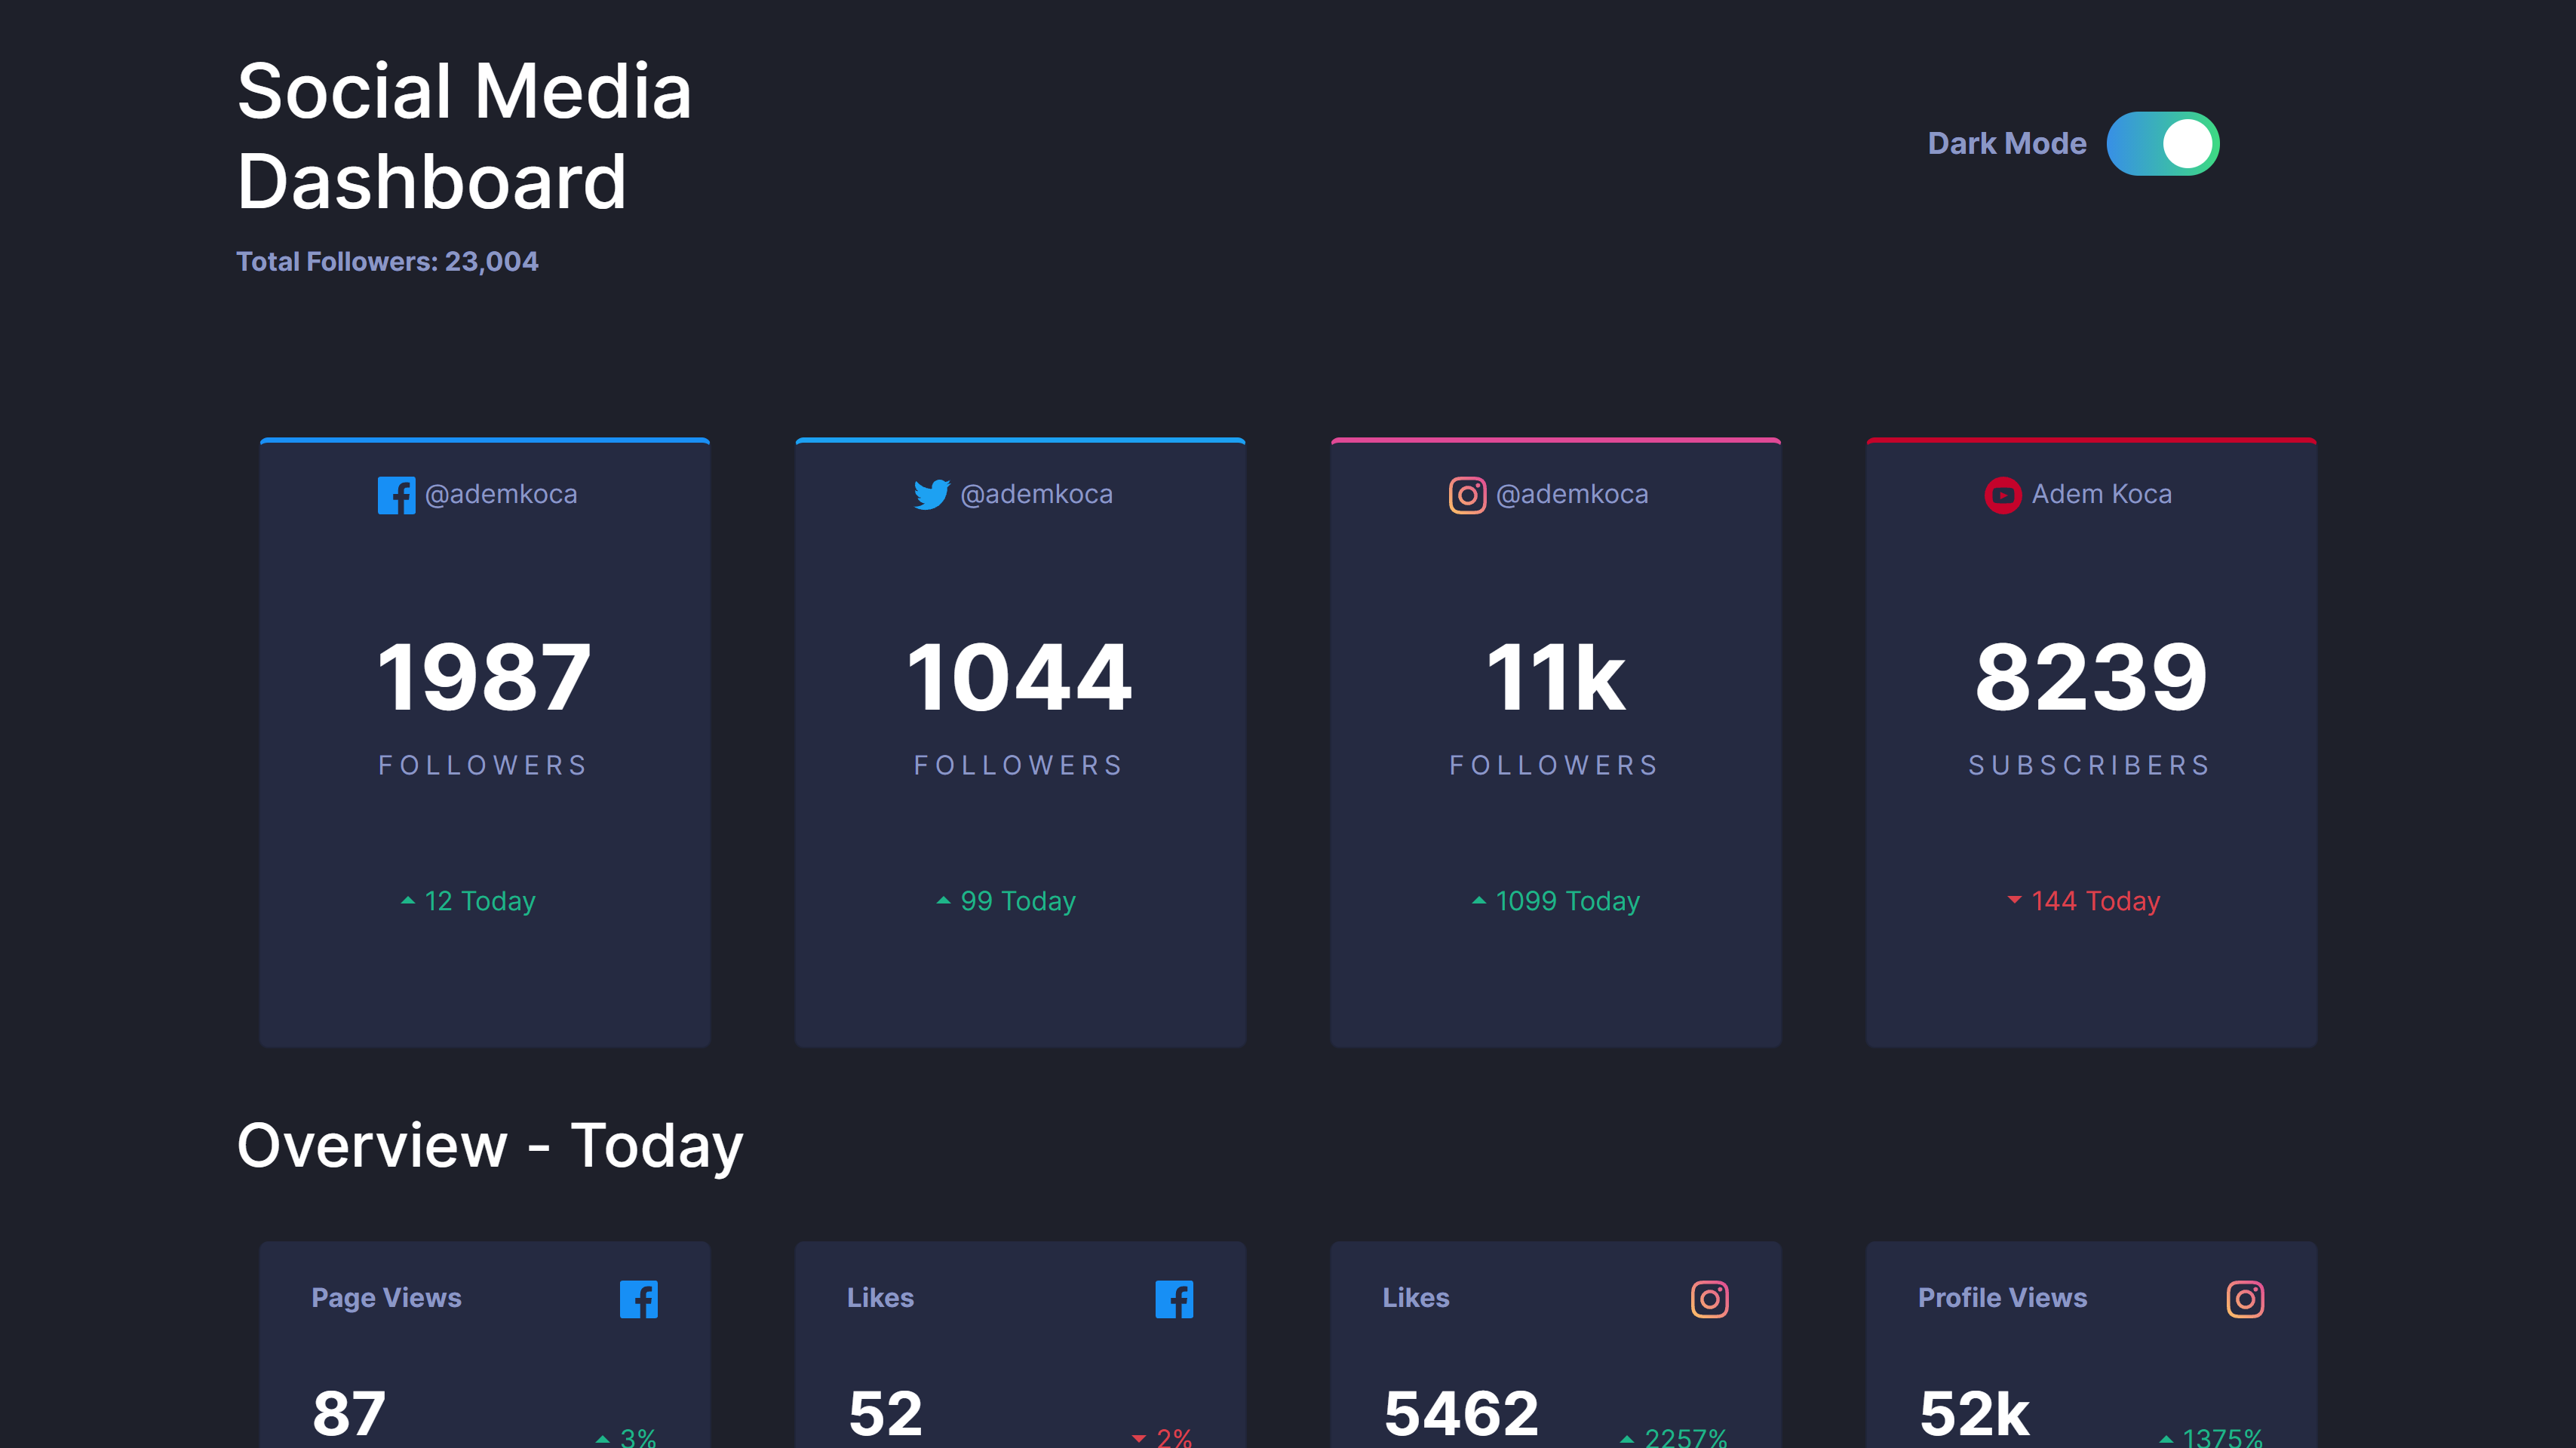 Social Media
Dashboard
Dark Mode
Total Followers: 23,004
@ademkoca
@ademkoca
@ademkoca
Adem Koca
1987
1044
11k
8239
FOLLOWERS
FOLLOWERS
FOLLOWERS
SUBSCRIBERS
12 Today
99 Today
1099 Today
144 Today
Overview - Today
Page Views
Likes
Likes
Profile Views
87
3%
52
2%
5462
2257%
52k
1375%